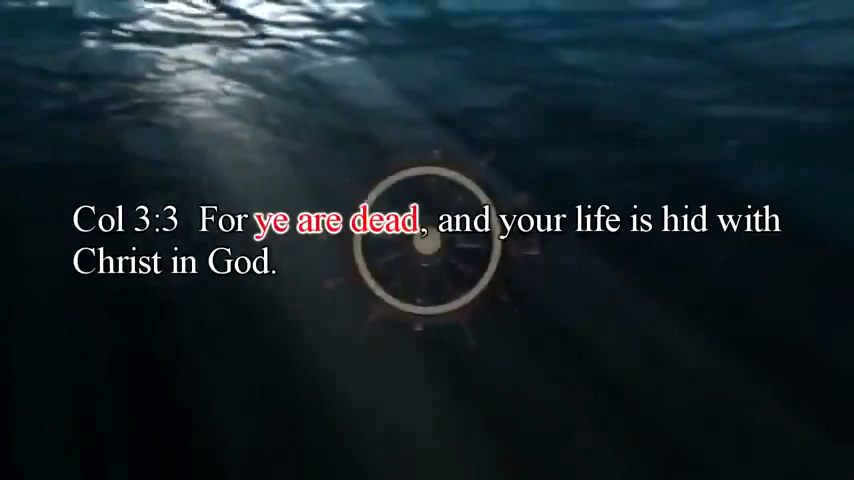 Col 3:3 For ye are dead, and your life is hid with
Christ in God.